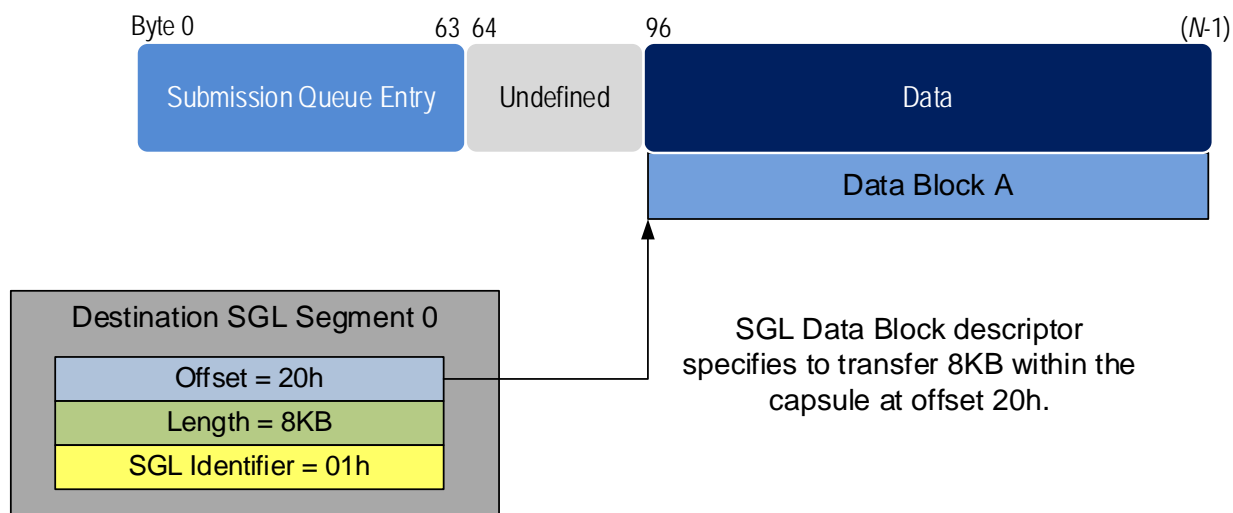 Byte 0 63 64 96 (N-1)
Submission Queue Entry Undefined Data
Data Block A
Destination SGL Segment 0
Offset = 20h
Length = 8KB
SGL Identifier = 01h
SGL Data Block descriptor
specifies to transfer 8KB within the
capsule at offset 20h.